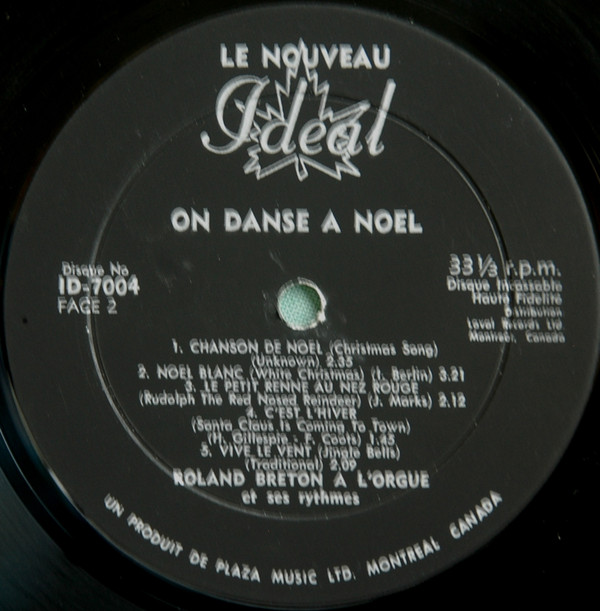 LE NOUVEAU
Ideal
ON DANSE A NOEL
Disque No
ID-7004
FACE 2
33⅓ r.p.m.
Disque Incassable
Haute Fidelite
istribution
Laval Records Ltd
Montreal, Canada
1. CHANSON DE NOEL (Christmas Song)
(Unknown) 2.35
2. NOEL BLANC (White Christmas) (I. Berlin) 3.21
3. LE PETIT RENNE AU NEZ ROUGE
(Rudolph The Red Nosed Reindeer) (J. Marks) 2.12
4. C'EST L'HIVER
(Santa Claus Is Coming To Town)
(H. Gillespie - F. Coots) 1.45
5. VIVE LE VENT (Jingle Bells)
(Traditional) 2.09
ROLAND BRETON A L'ORGUE
et ses rythmes
UN PRODUIT DE PLAZA MUSIC LTD. MONTREAL CANADA